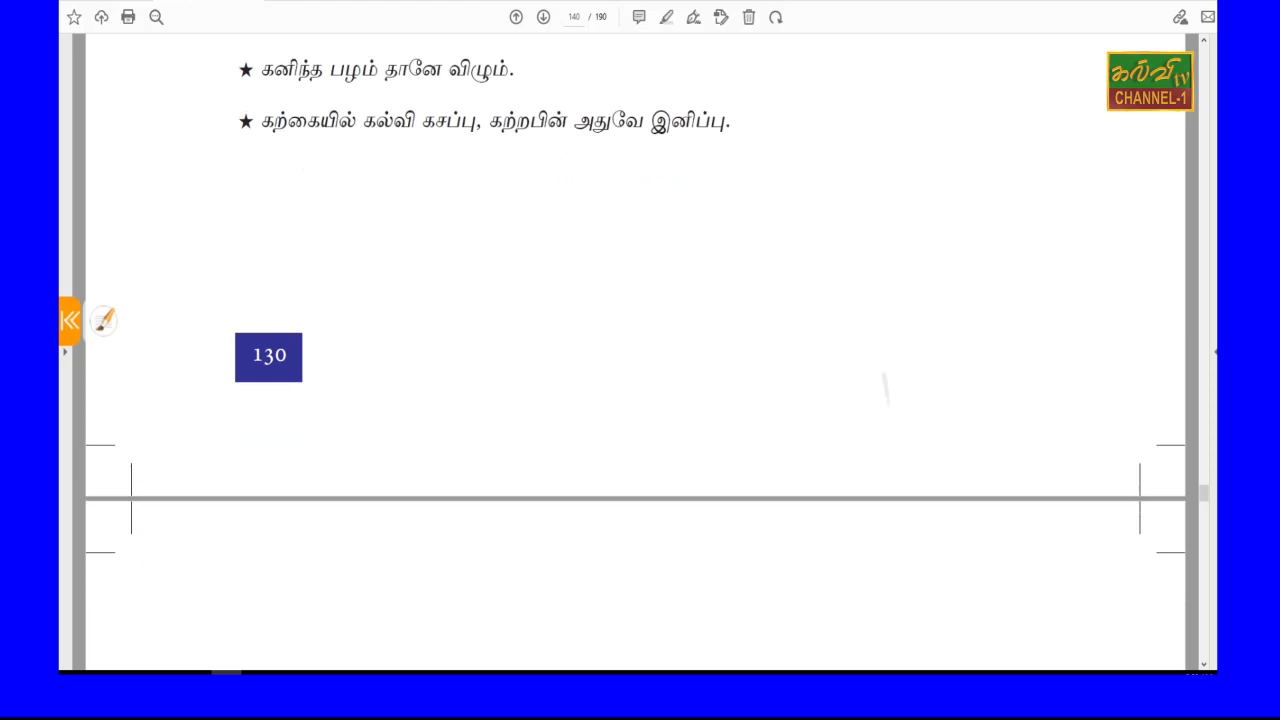 140 / 190
★ கனிந்த பழம் தானே விழும்.
★ கற்கையில் கல்வி கசப்பு, கற்றபின் அதுவே இனிப்பு.
கல்வி tv
CHANNEL-1
130